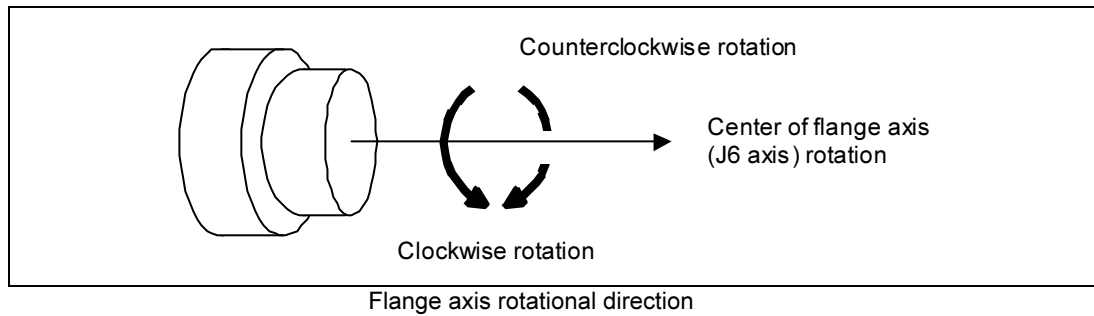 Counterclockwise rotation
Center of flange axis
(J6 axis) rotation
Clockwise rotation
Flange axis rotational direction